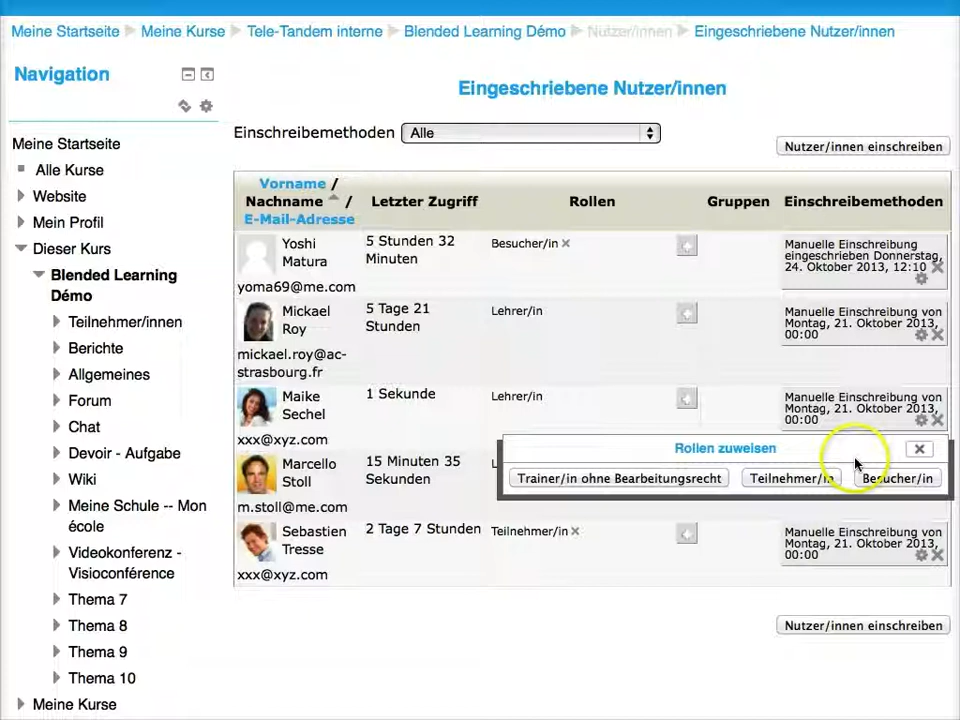 Meine Startseite Meine Kurse Tele-Tandem interne Blended Learning Démo Nutzer/innen Eingeschriebene Nutzer/innen
Navigation
Meine Startseite
Alle Kurse
Website
Mein Profil
Dieser Kurs
Blended Learning
Démo
Teilnehmer/innen
Berichte
Allgemeines
Forum
Chat
Devoir - Aufgabe
Wiki
Meine Schule -- Mon
école
Videokonferenz -
Visioconférence
Thema 7
Thema 8
Thema 9
Thema 10
Meine Kurse
Eingeschriebene Nutzer/innen
Einschreibemethoden Alle
Nutzer/innen einschreiben
Vorname /
Nachname /
E-Mail-Adresse
Letzter Zugriff
Rollen
Gruppen
Einschreibemethoden
Yoshi
Matura
yoma69@me.com
5 Stunden 32
Minuten
Besucher/in
Manuelle Einschreibung
eingeschrieben Donnerstag,
24. Oktober 2013, 12:10
Mickael
Roy
mickael.roy@ac-
strasbourg.fr
5 Tage 21
Stunden
Lehrer/in
Manuelle Einschreibung von
Montag, 21. Oktober 2013,
00:00
Maike
Sechel
xxx@xyz.com
1 Sekunde
Lehrer/in
Manuelle Einschreibung von
Montag, 21. Oktober 2013,
00:00
Marcello
Stoll
m.stoll@me.com
15 Minuten 35
Sekunden
Rollen zuweisen
Trainer/in ohne Bearbeitungsrecht Teilnehmer/in Besucher/in
Sebastien
Tresse
xxx@xyz.com
2 Tage 7 Stunden
Teilnehmer/in
Manuelle Einschreibung von
Montag, 21. Oktober 2013,
00:00
Nutzer/innen einschreiben